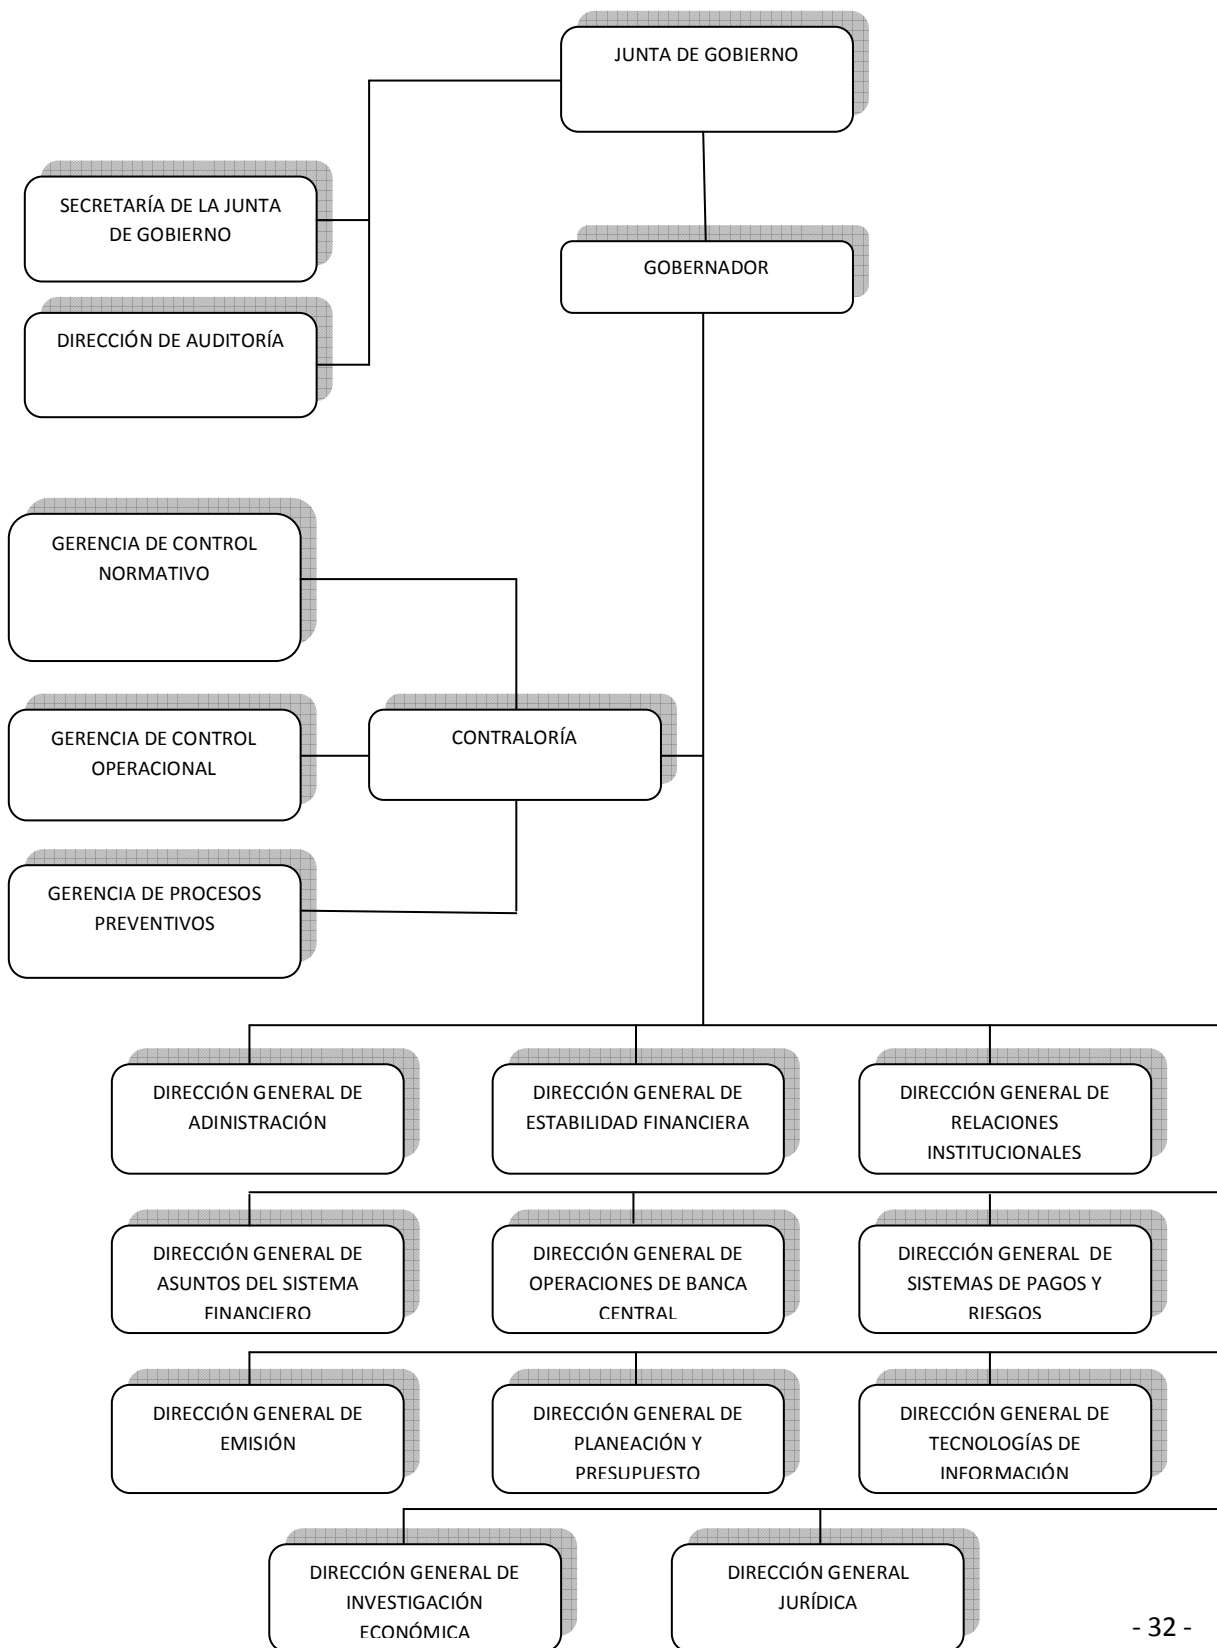 JUNTA DE GOBIERNO
SECRETARÍA DE LA JUNTA
DE GOBIERNO
GOBERNADOR
DIRECCIÓN DE AUDITORÍA
GERENCIA DE CONTROL
NORMATIVO
GERENCIA DE CONTROL
OPERACIONAL
CONTRALORÍA
GERENCIA DE PROCESOS
PREVENTIVOS
DIRECCIÓN GENERAL DE
ADINISTRACIÓN
DIRECCIÓN GENERAL DE
ESTABILIDAD FINANCIERA
DIRECCIÓN GENERAL DE
RELACIONES
INSTITUCIONALES
DIRECCIÓN GENERAL DE
ASUNTOS DEL SISTEMA
FINANCIERO
DIRECCIÓN GENERAL DE
OPERACIONES DE BANCA
CENTRAL
DIRECCIÓN GENERAL DE
SISTEMAS DE PAGOS Y
RIESGOS
DIRECCIÓN GENERAL DE
EMISIÓN
DIRECCIÓN GENERAL DE
PLANEACIÓN Y
PRESUPUESTO
DIRECCIÓN GENERAL DE
TECNOLOGÍAS DE
INFORMACIÓN
DIRECCIÓN GENERAL DE
INVESTIGACIÓN
ECONÓMICA
DIRECCIÓN GENERAL
JURÍDICA
- 32 -